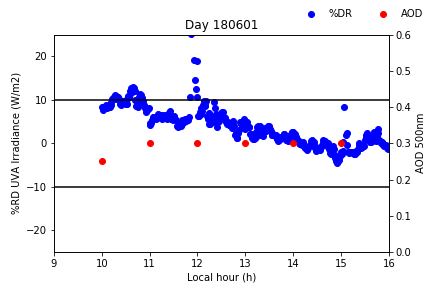 %DR AOD
Day 180601
%RD UVA Irradiance (W/m2)
20
10
0
−10
−20
0.6
0.5
0.4
0.3
0.2
0.1
0.0
AOD 500nm
9 10 11 12 13 14 15 16
Local hour (h)